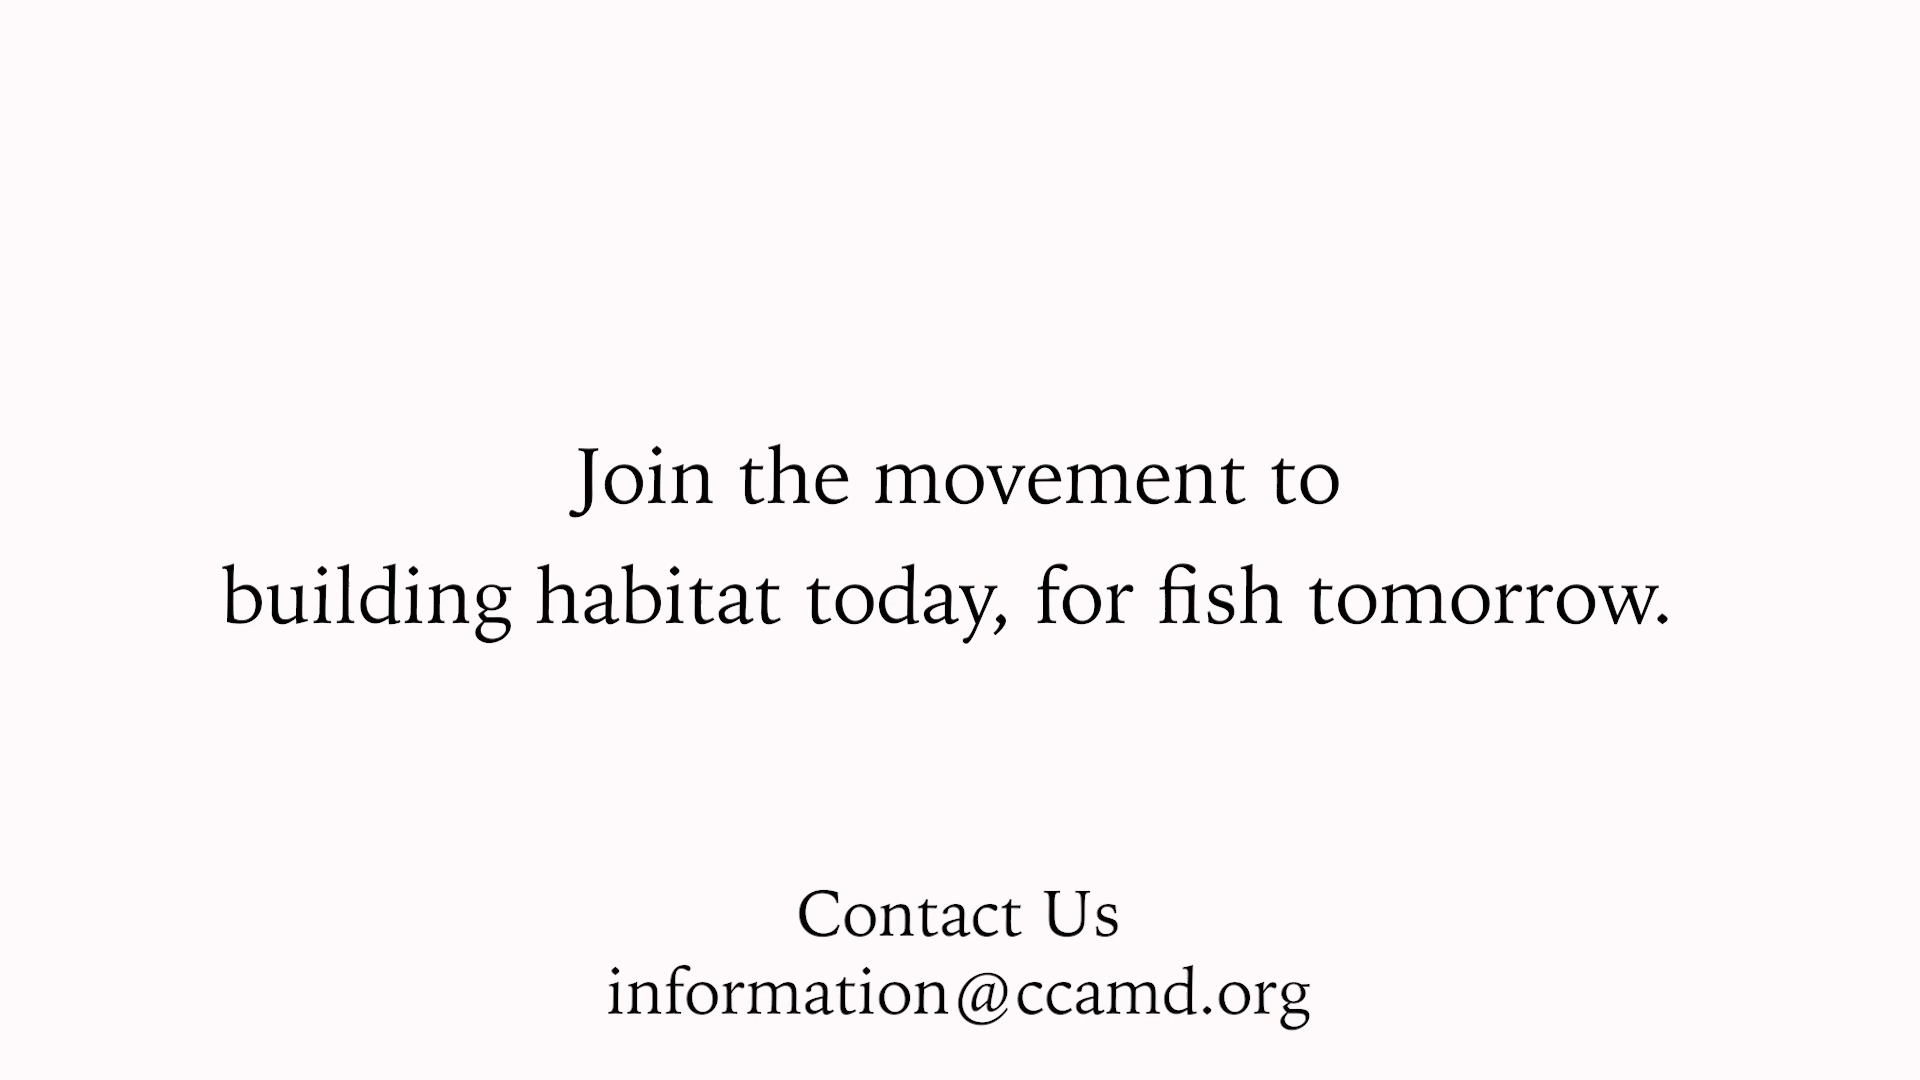 Join the movement to
building habitat today, for fish tomorrow.
Contact Us
information@ccamd.org